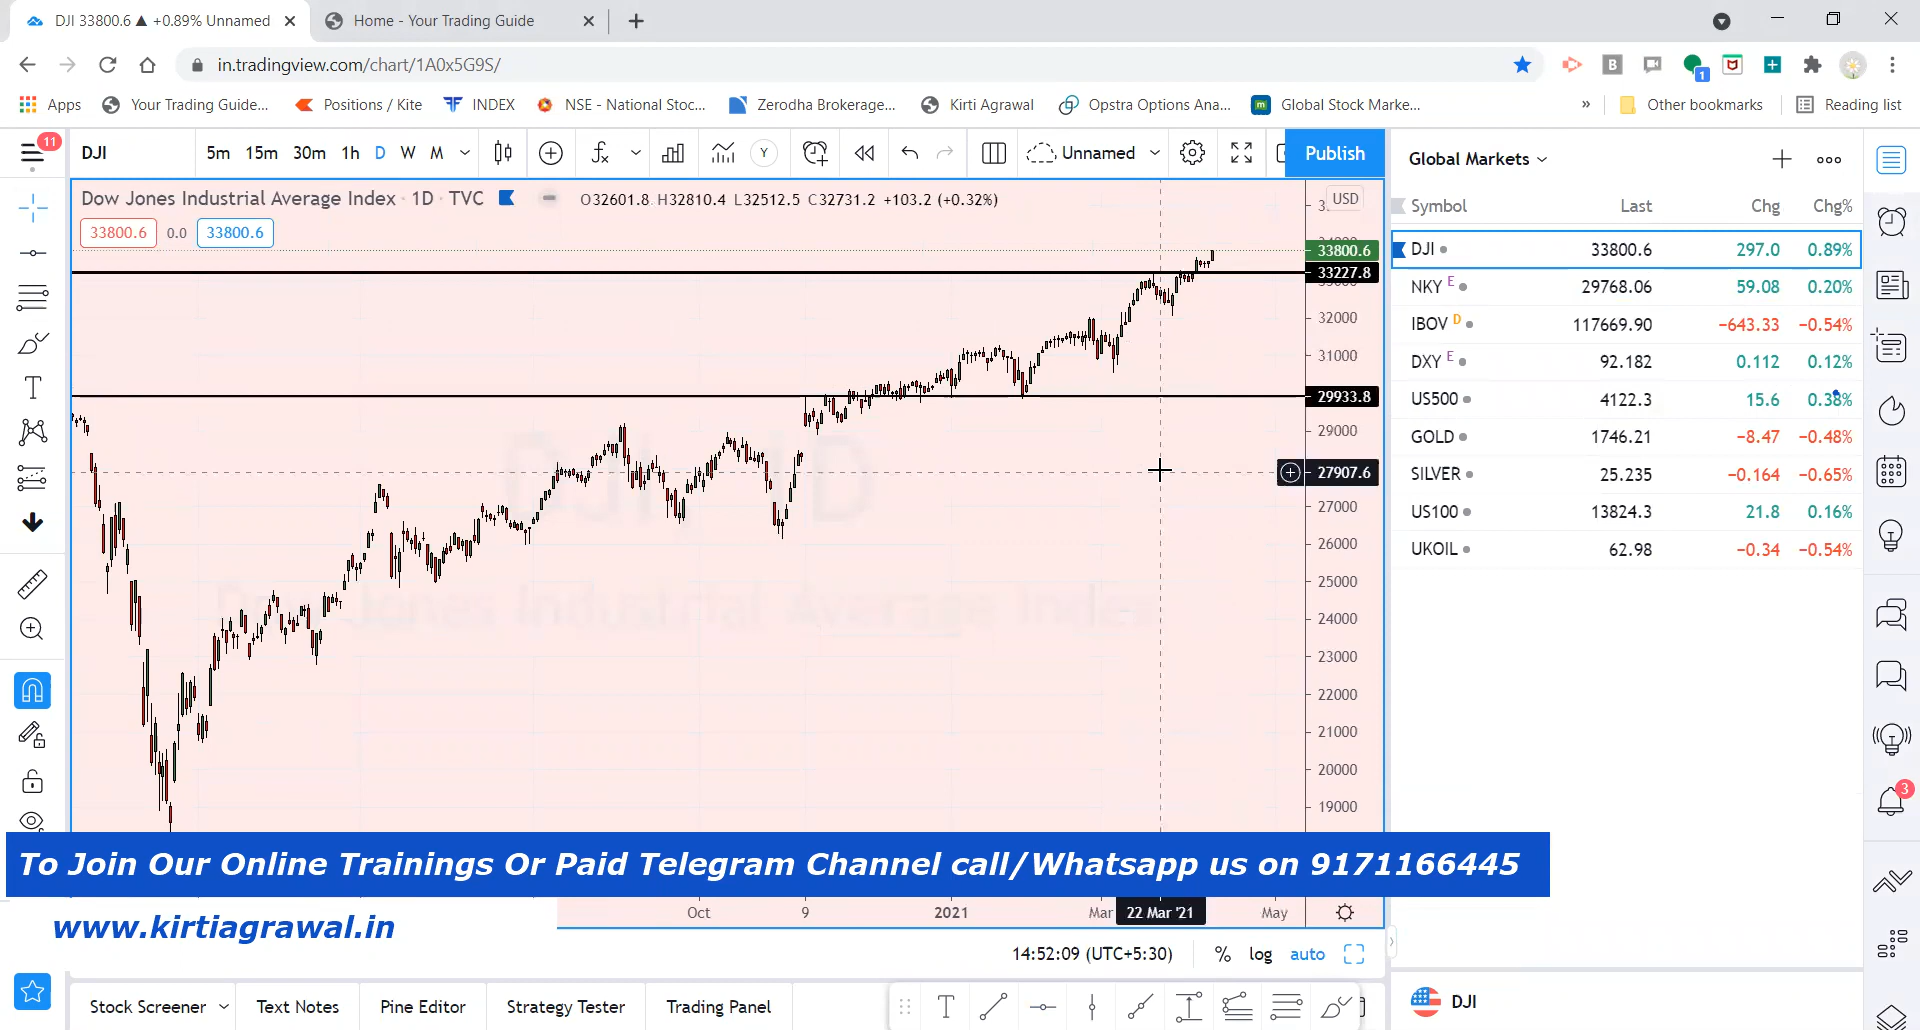 DJI 33800.6 ▲ +0.89% Unnamed
Home - Your Trading Guide
in.tradingview.com/chart/1A0x5G9S/
1
Apps
Your Trading Guide...
Positions / Kite
INDEX
NSE - National Stoc...
Zerodha Brokerage...
Kirti Agrawal
Opstra Options Ana...
Global Stock Marke...
»
Other bookmarks
Reading list
11
DJI
5m 15m 30m 1h D W M
Y
Unnamed
Publish
Global Markets
Dow Jones Industrial Average Index · 1D · TVC
O32601.8 H32810.4 L32512.5 C32731.2 +103.2 (+0.32%)
USD
33800.6 0.0 33800.6
Symbol Last Chg Chg%
DJI 33800.6 297.0 0.89%
NKY E 29768.06 59.08 0.20%
IBOV D 117669.90 −643.33 −0.54%
DXY E 92.182 0.112 0.12%
US500 4122.3 15.6 0.38%
GOLD 1746.21 −8.47 −0.48%
SILVER 25.235 −0.164 −0.65%
US100 13824.3 21.8 0.16%
UKOIL 62.98 −0.34 −0.54%
33800.6
33227.8
32000
31000
29933.8
29000
27907.6
27000
26000
25000
24000
23000
22000
21000
20000
19000
DJI, 1D
Dow Jones Industrial Average Index
3
To Join Our Online Trainings Or Paid Telegram Channel call/Whatsapp us on 9171166445
www.kirtiagrawal.in
Oct 9 2021 Mar 22 Mar '21 May
14:52:09 (UTC+5:30) % log auto
Stock Screener
Text Notes
Pine Editor
Strategy Tester
Trading Panel
DJI